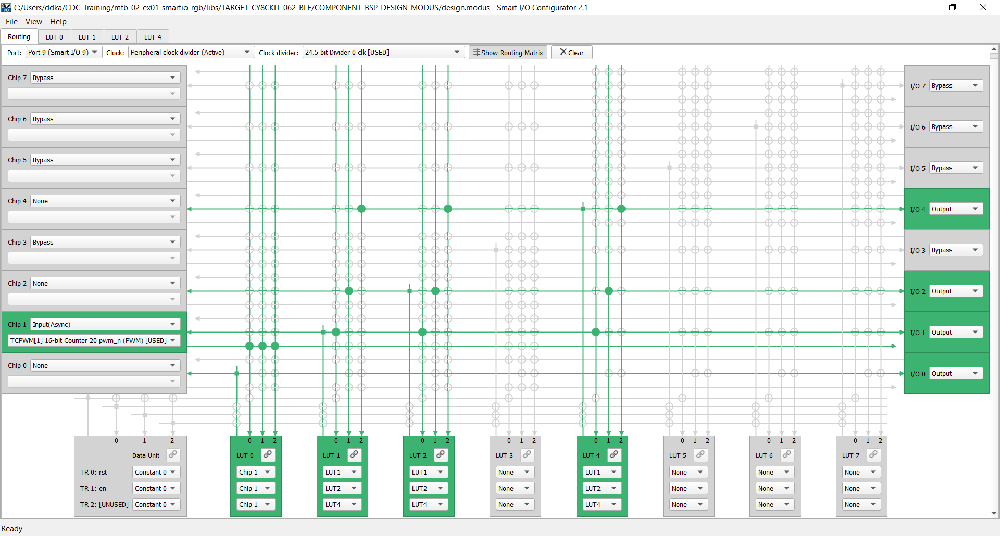 C:/Users/ddka/CDC_Training/mtb_02_ex01_smartio_rgb/libs/TARGET_CY8CKIT-062-BLE/COMPONENT_BSP_DESIGN_MODUS/design.modus - Smart I/O Configurator 2.1
File View Help
Routing LUT 0 LUT 1 LUT 2 LUT 4
Port: Port 9 (Smart I/O 9) Clock: Peripheral clock divider (Active) Clock divider: 24.5 bit Divider 0 clk [USED] Show Routing Matrix Clear
Chip 7 Bypass
I/O 7 Bypass
Chip 6 Bypass
I/O 6 Bypass
Chip 5 Bypass
I/O 5 Bypass
Chip 4 None
I/O 4 Output
Chip 3 Bypass
I/O 3 Bypass
Chip 2 None
I/O 2 Output
Chip 1 Input(Async)
I/O 1 Output
TCPWM[1] 16-bit Counter 20 pwm_n (PWM) [USED]
Chip 0 None
I/O 0 Output
0 1 2 0 1 2 0 1 2 0 1 2 0 1 2 0 1 2 0 1 2 0 1 2 0 1 2
Data Unit LUT 0 LUT 1 LUT 2 LUT 3 LUT 4 LUT 5 LUT 6 LUT 7
TR 0: rst Constant 0 Chip 1 LUT1 LUT1 None LUT1 None None None
TR 1: en Constant 0 Chip 1 LUT2 LUT2 None LUT2 None None None
TR 2: [UNUSED] Constant 0 Chip 1 LUT4 LUT4 None LUT4 None None None
Ready